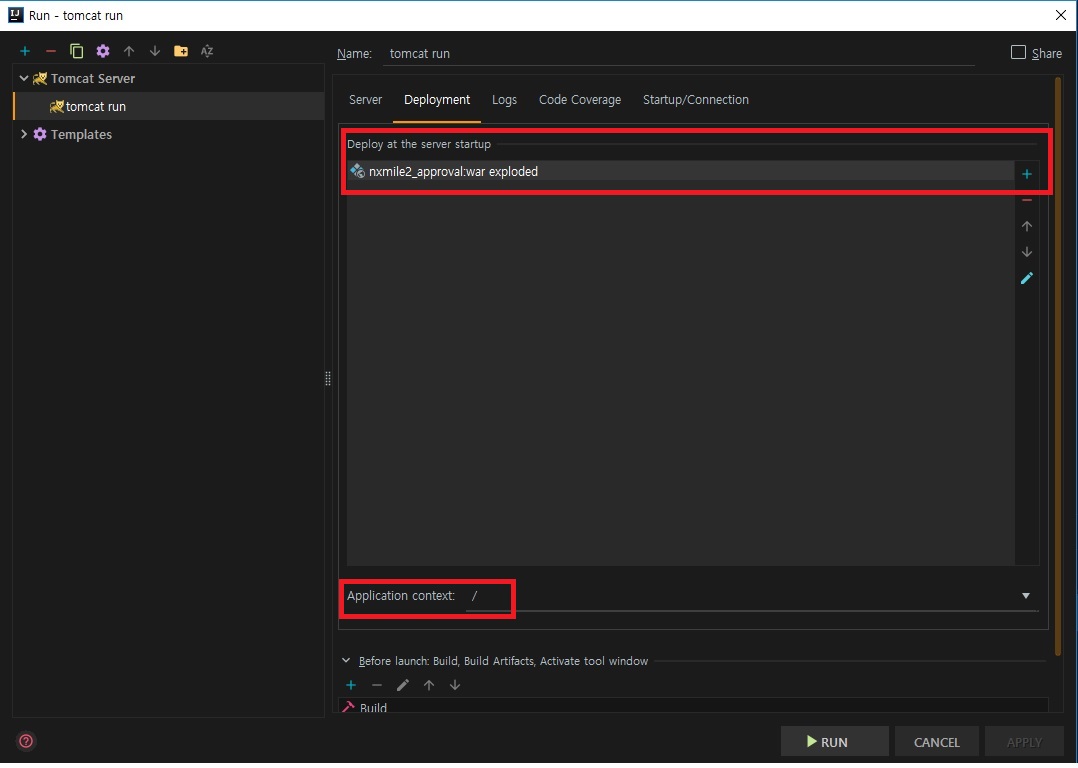 Run - tomcat run
Name: tomcat run
Share
Tomcat Server
tomcat run
Templates
Server Deployment Logs Code Coverage Startup/Connection
Deploy at the server startup
nxmile2_approval:war exploded
Application context: /
Before launch: Build, Build Artifacts, Activate tool window
Build
RUN CANCEL APPLY